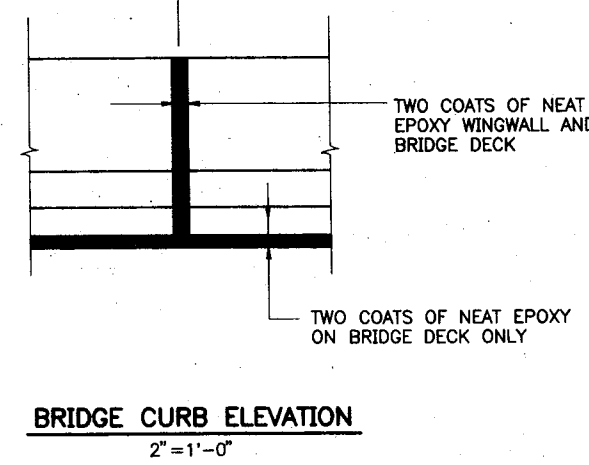 TWO COATS OF NEAT
EPOXY WINGWALL AND
BRIDGE DECK
TWO COATS OF NEAT EPOXY
ON BRIDGE DECK ONLY
BRIDGE CURB ELEVATION
2"=1'-0"